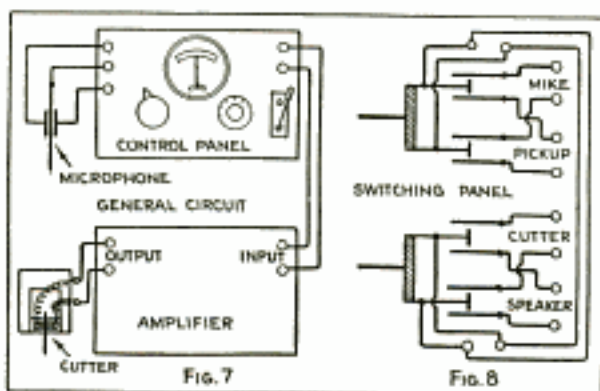 CONTROL PANEL
MICROPHONE
GENERAL CIRCUIT
OUTPUT
INPUT
AMPLIFIER
CUTTER
FIG. 7
MIKE
PICKUP
SWITCHING PANEL
CUTTER
SPEAKER
FIG. 8